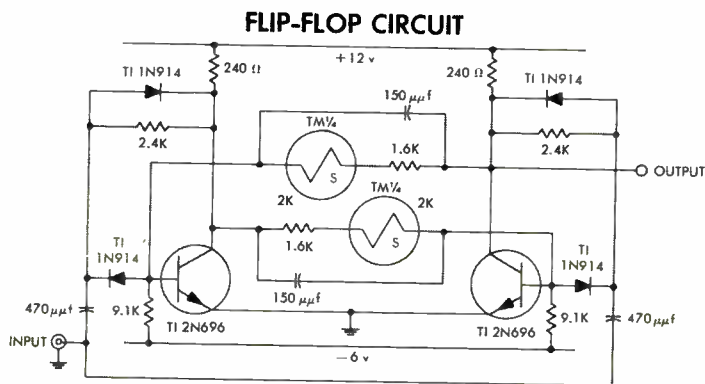 FLIP-FLOP CIRCUIT
+12 v
240 Ω
240 Ω
TI 1N914
TI 1N914
150 μμf
TM¼
2.4K
1.6K
2.4K
S
OUTPUT
TM¼
2K
2K
1.6K
S
TI
1N914
TI
1N914
150 μμf
470 μμf
9.1K
TI 2N696
TI 2N696
9.1K
470 μμf
INPUT
−6 v